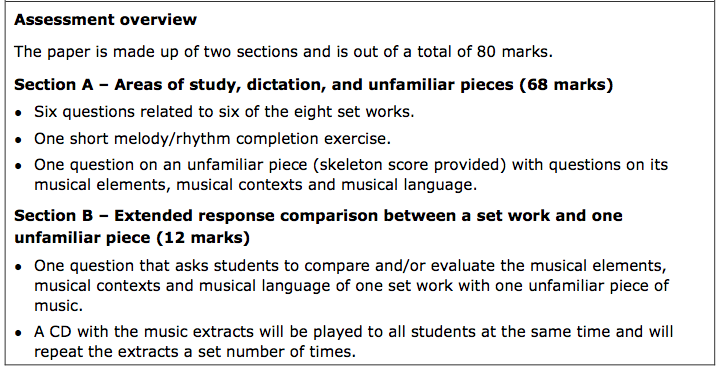 Assessment overview
The paper is made up of two sections and is out of a total of 80 marks.
Section A – Areas of study, dictation, and unfamiliar pieces (68 marks)
• Six questions related to six of the eight set works.
• One short melody/rhythm completion exercise.
• One question on an unfamiliar piece (skeleton score provided) with questions on its
musical elements, musical contexts and musical language.
Section B – Extended response comparison between a set work and one
unfamiliar piece (12 marks)
• One question that asks students to compare and/or evaluate the musical elements,
musical contexts and musical language of one set work with one unfamiliar piece of
music.
• A CD with the music extracts will be played to all students at the same time and will
repeat the extracts a set number of times.